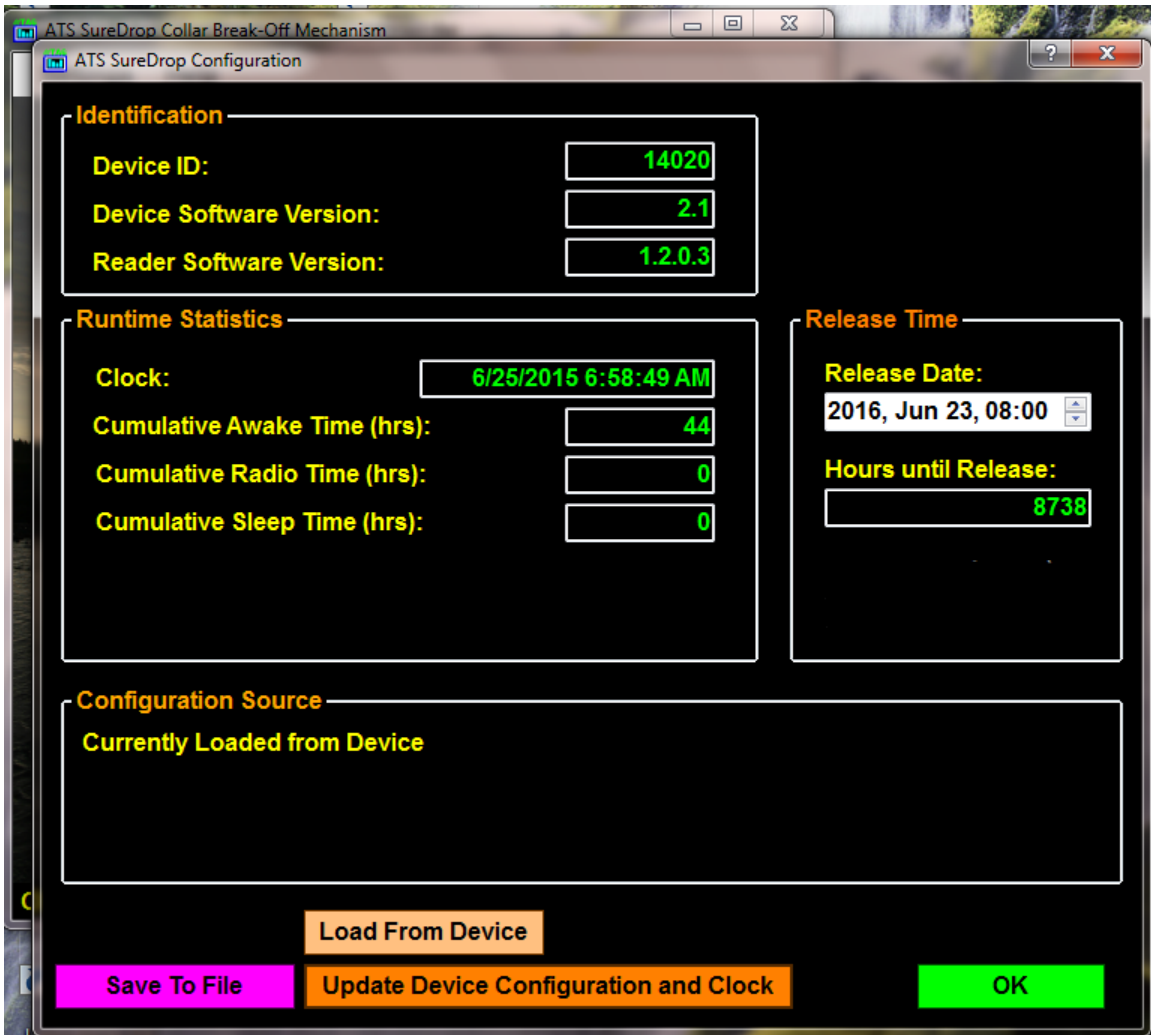 ATS SureDrop Collar Break-Off Mechanism
ATS SureDrop Configuration
Identification
Device ID: 14020
Device Software Version: 2.1
Reader Software Version: 1.2.0.3
Runtime Statistics
Clock: 6/25/2015 6:58:49 AM
Cumulative Awake Time (hrs): 44
Cumulative Radio Time (hrs): 0
Cumulative Sleep Time (hrs): 0
Release Time
Release Date:
2016, Jun 23, 08:00
Hours until Release:
8738
Configuration Source
Currently Loaded from Device
Load From Device
Save To File
Update Device Configuration and Clock
OK